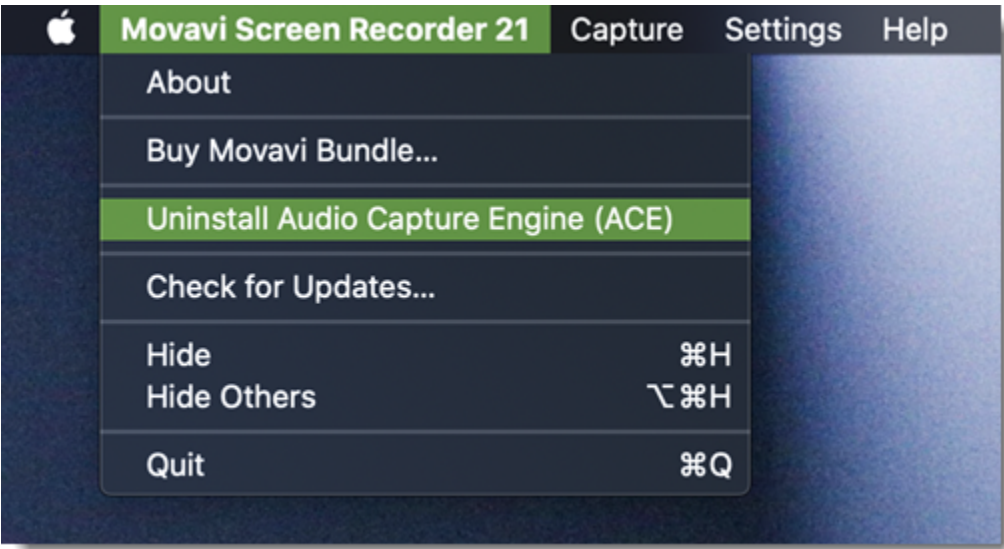 Movavi Screen Recorder 21 Capture Settings Help
About
Buy Movavi Bundle...
Uninstall Audio Capture Engine (ACE)
Check for Updates...
Hide ⌘H
Hide Others ⌥⌘H
Quit ⌘Q